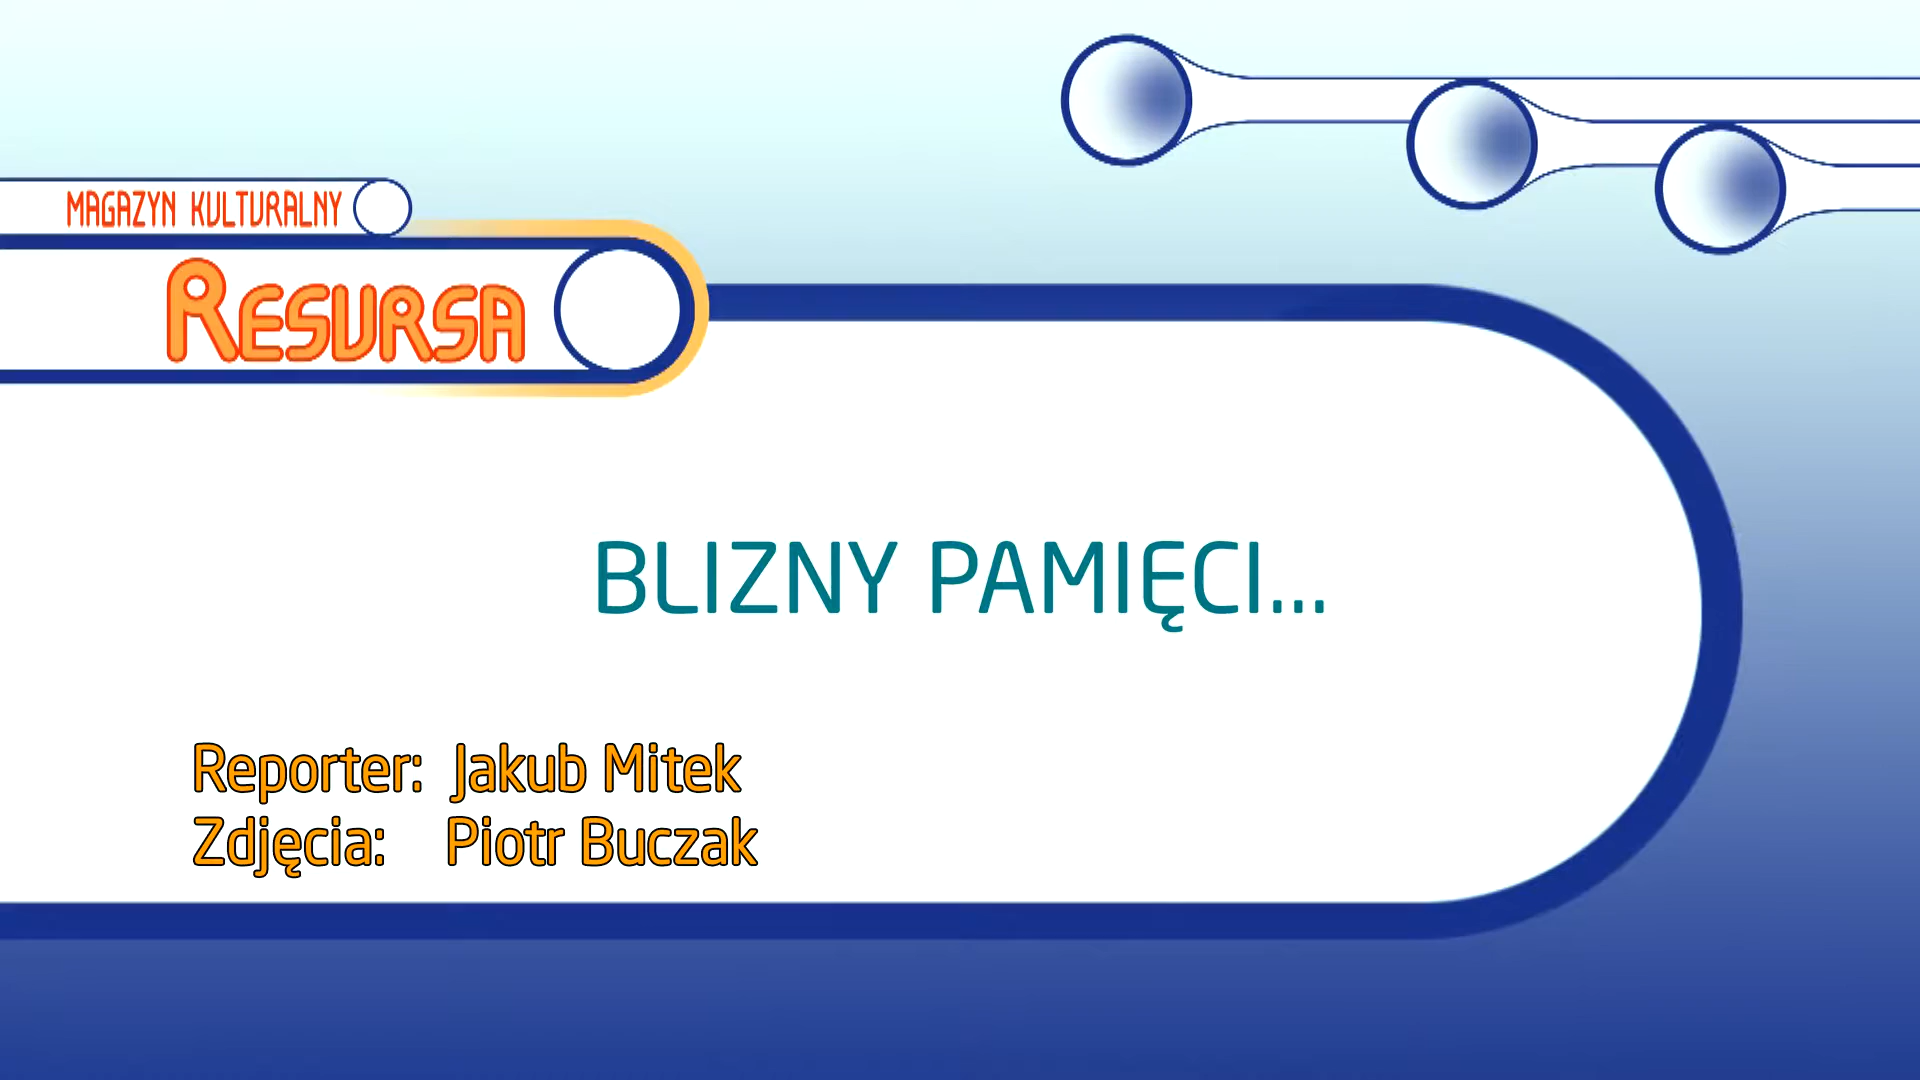 MAGAZYN KULTURALNY
RESURSA
BLIZNY PAMIĘCI...
Reporter: Jakub Mitek
Zdjęcia: Piotr Buczak